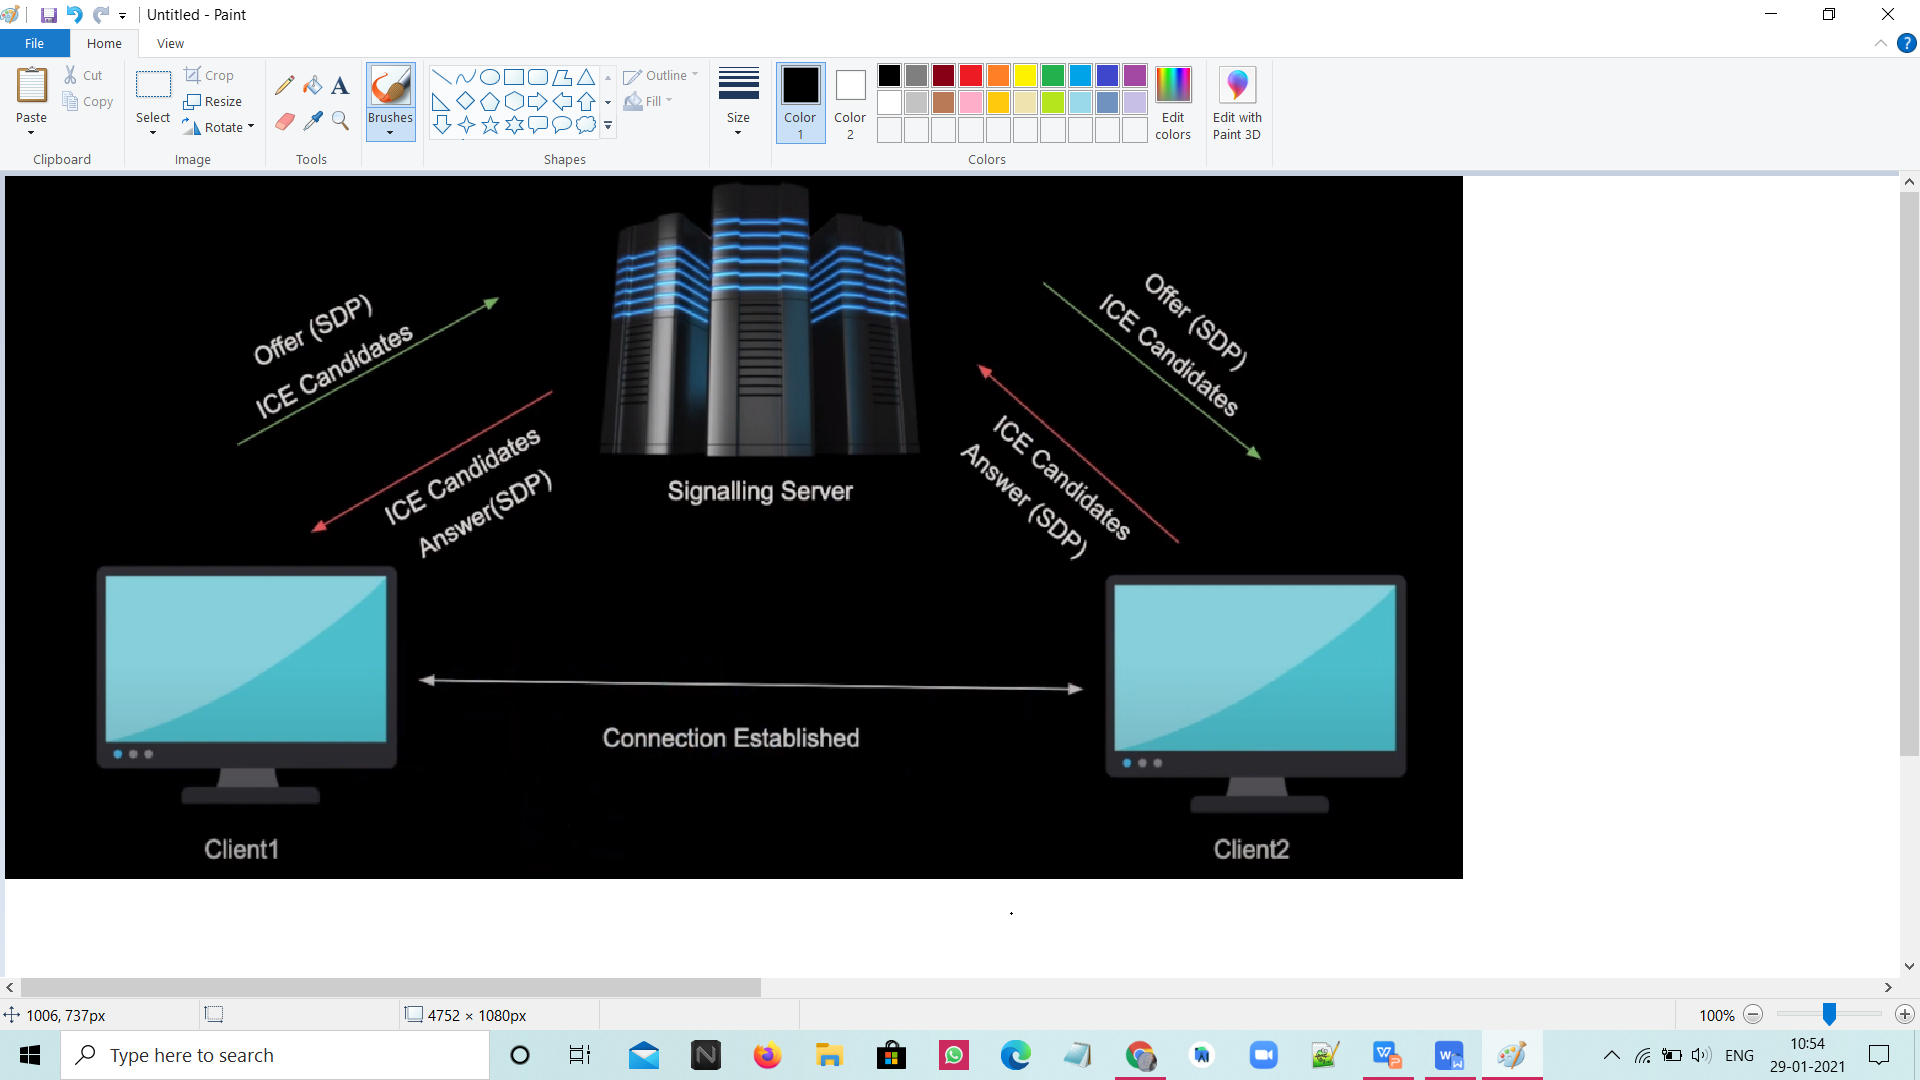 Untitled - Paint
File
Home
View
Paste
Cut
Copy
Clipboard
Select
Crop
Resize
Rotate
Image
A
Tools
Brushes
Outline
Fill
Shapes
Size
Color
1
Color
2
Edit
colors
Colors
Edit with
Paint 3D
Offer (SDP)
ICE Candidates
ICE Candidates
Answer(SDP)
Signalling Server
Offer (SDP)
ICE Candidates
ICE Candidates
Answer (SDP)
Connection Established
Client1
Client2
1006, 737px
4752 × 1080px
100%
Type here to search
ENG
10:54
29-01-2021